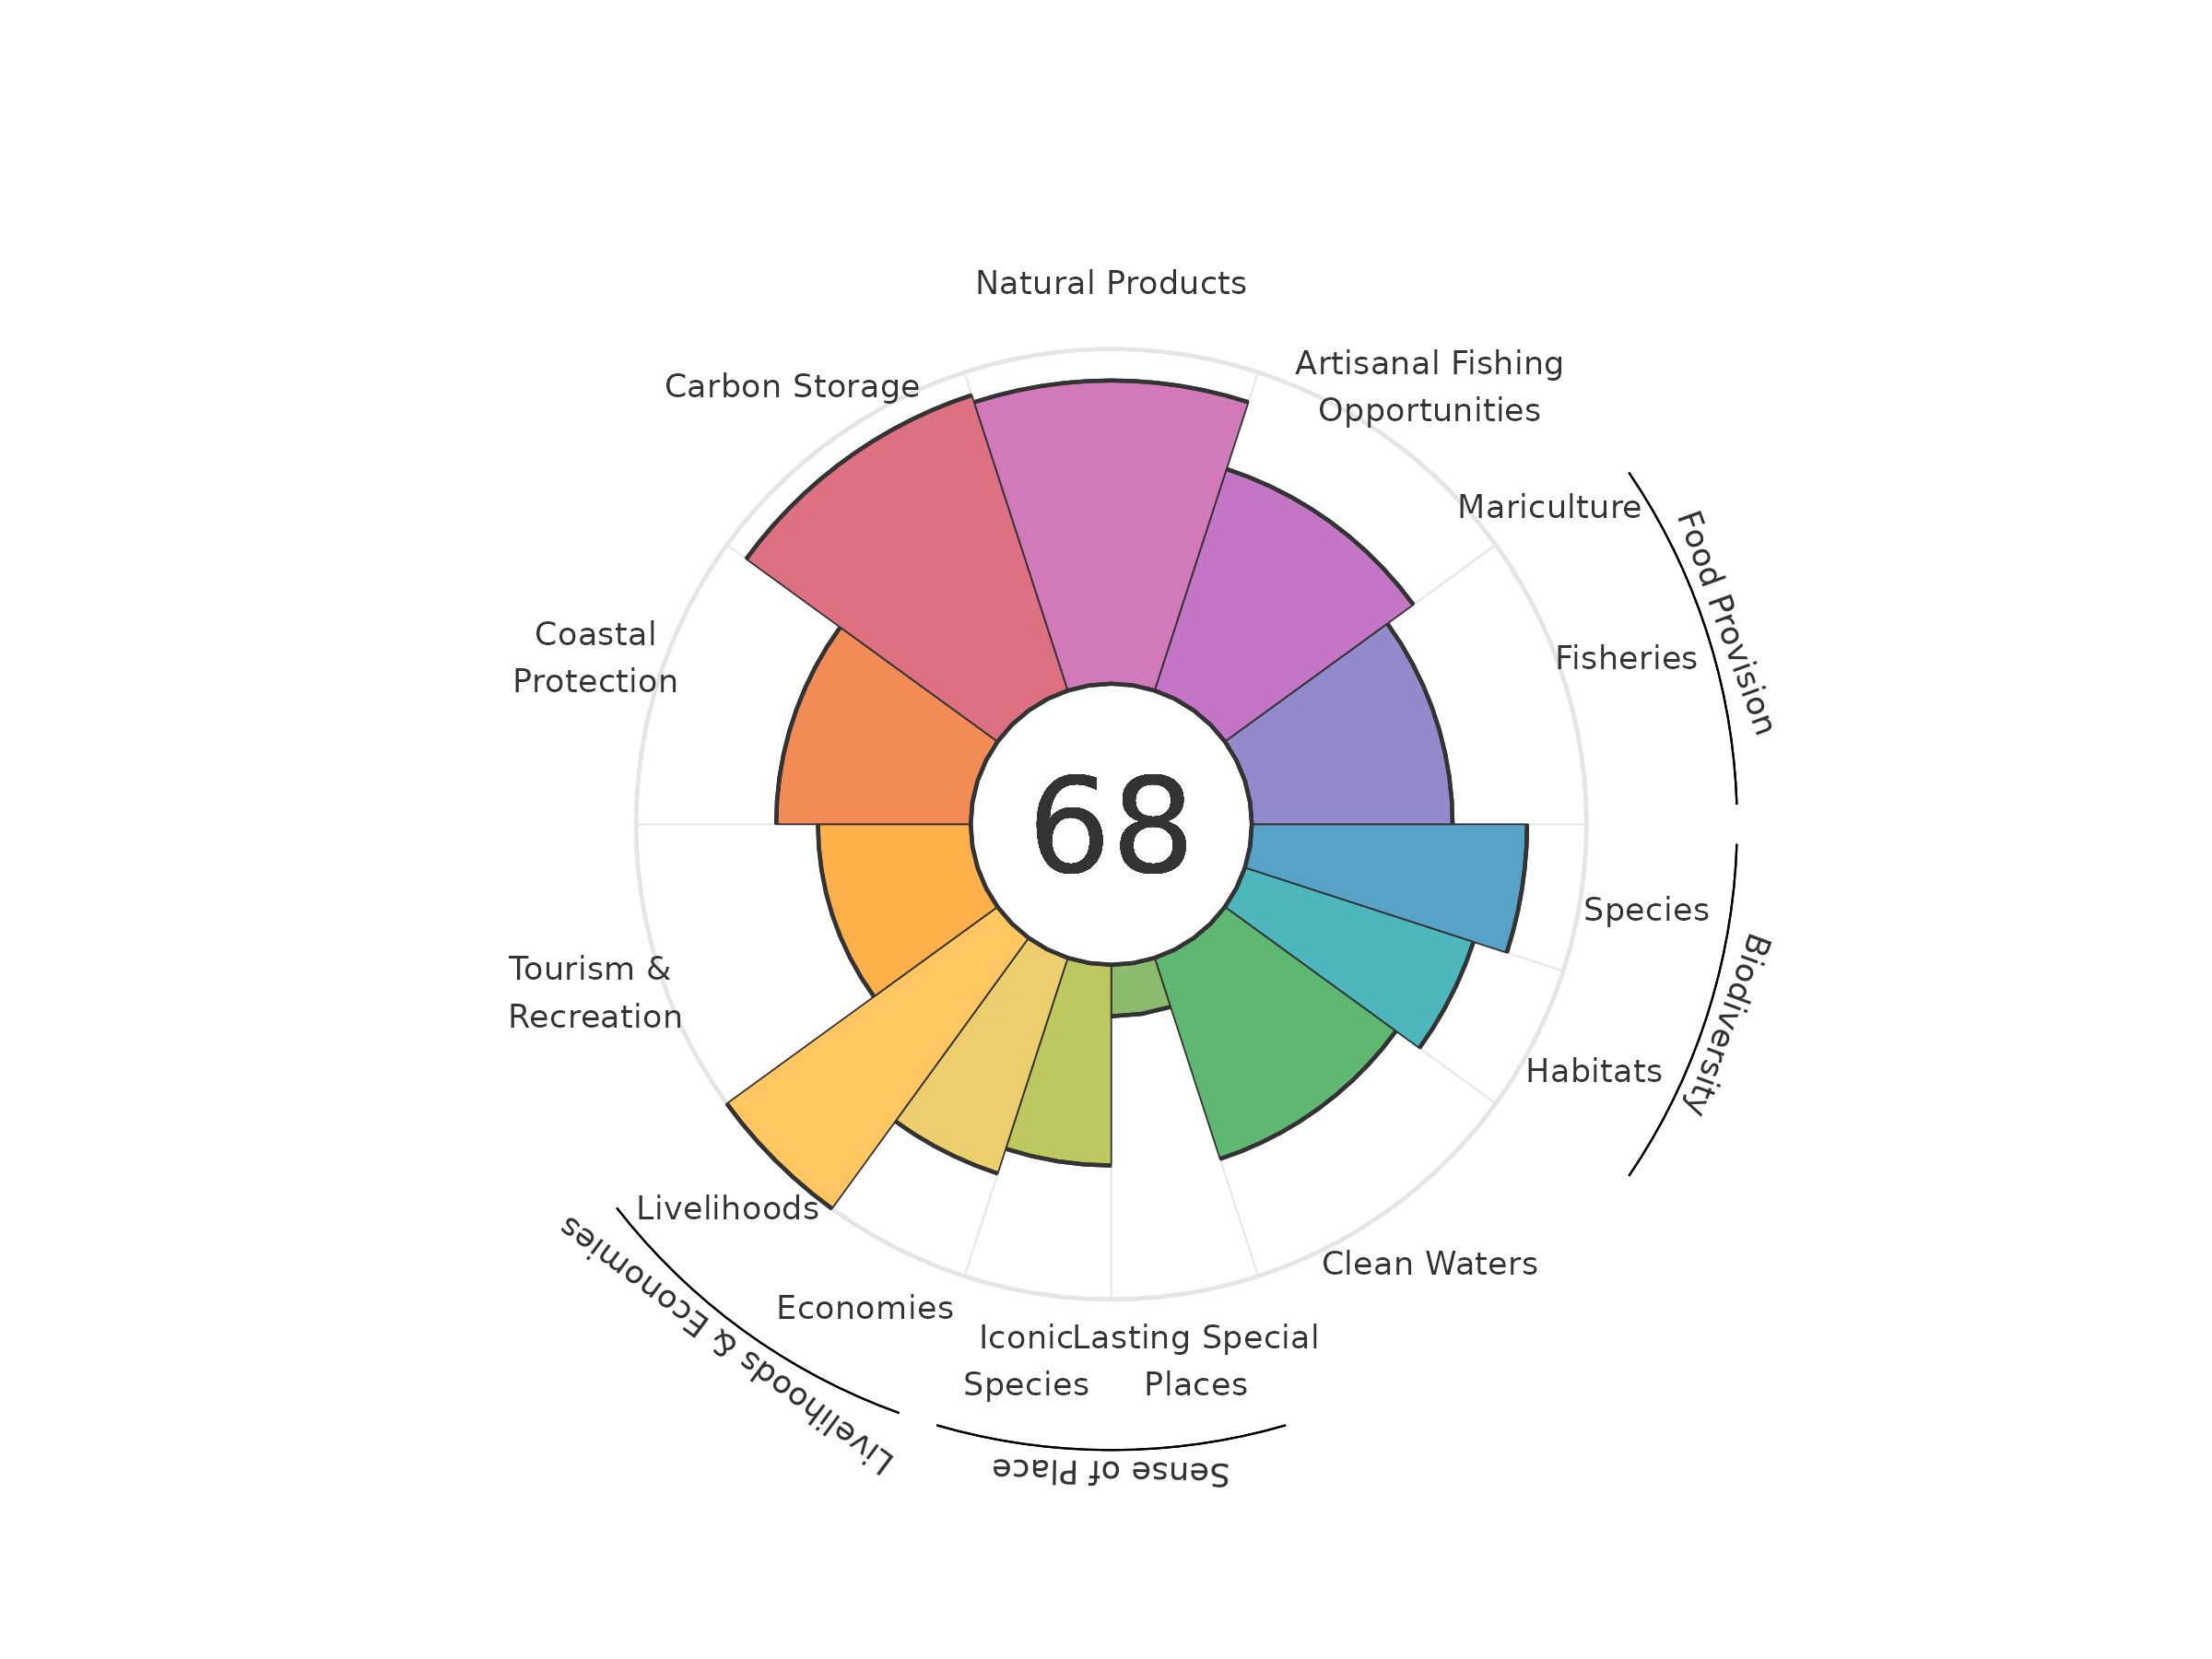 Natural Products
Artisanal Fishing
Opportunities
Carbon Storage
Mariculture
Food Provision
Fisheries
Coastal
Protection
68
Species
Biodiversity
Habitats
Tourism &
Recreation
Livelihoods
Clean Waters
Economies
Livelihoods & Economies
Iconic
Species
Lasting Special
Places
Sense of Place